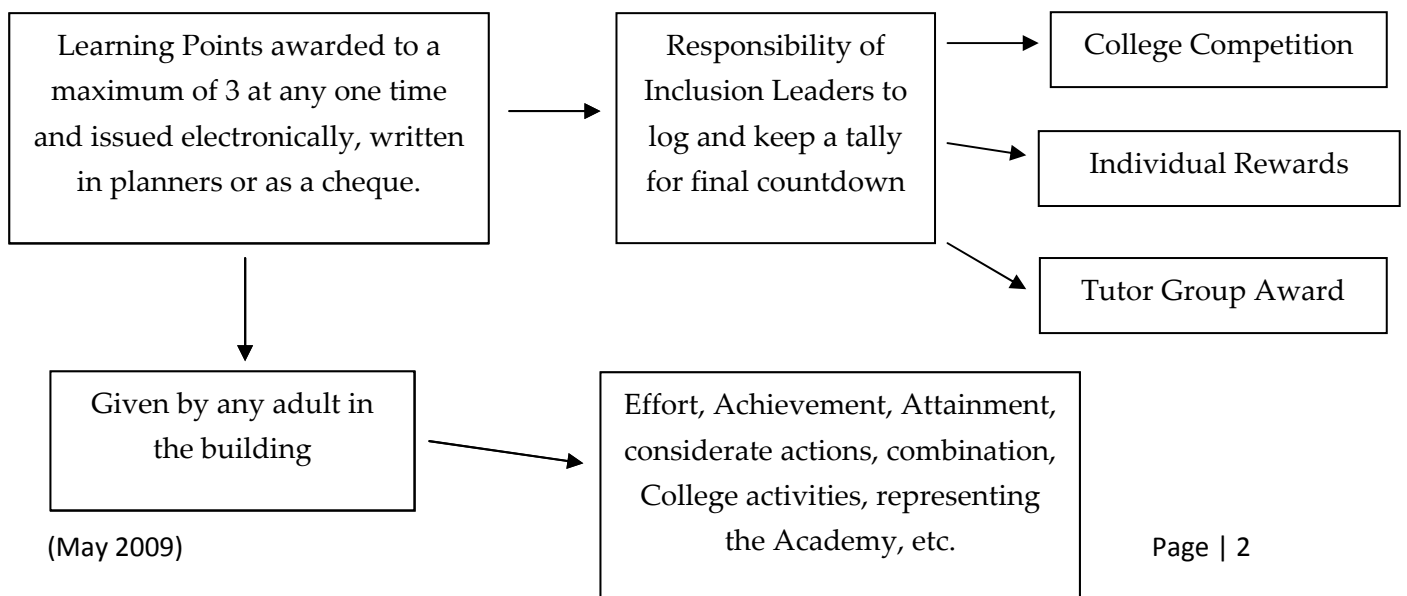 Learning Points awarded to a
maximum of 3 at any one time
and issued electronically, written
in planners or as a cheque.
Responsibility of
Inclusion Leaders to
log and keep a tally
for final countdown
College Competition
Individual Rewards
Tutor Group Award
Given by any adult in
the building
Effort, Achievement, Attainment,
considerate actions, combination,
College activities, representing
the Academy, etc.
(May 2009)
Page | 2